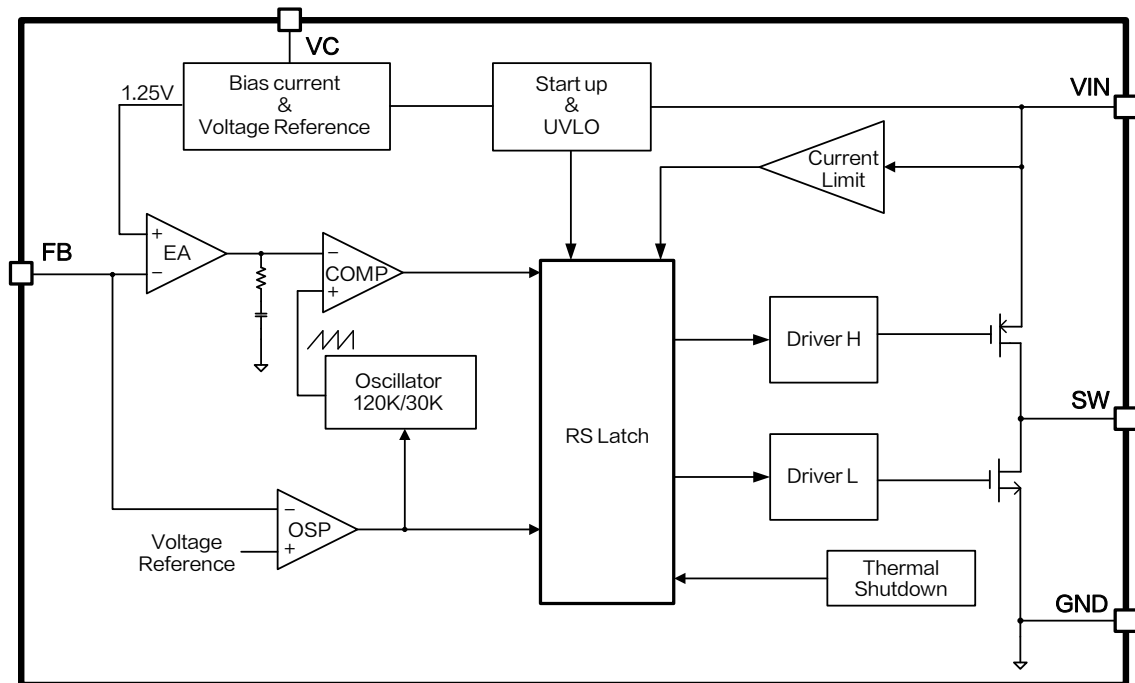 VC
1.25V
Bias current
&
Voltage Reference
Start up
&
UVLO
VIN
Current
Limit
FB
+
EA
−
−
COMP
+
Oscillator
120K/30K
RS Latch
Driver H
SW
Driver L
−
OSP
+
Voltage
Reference
Thermal
Shutdown
GND